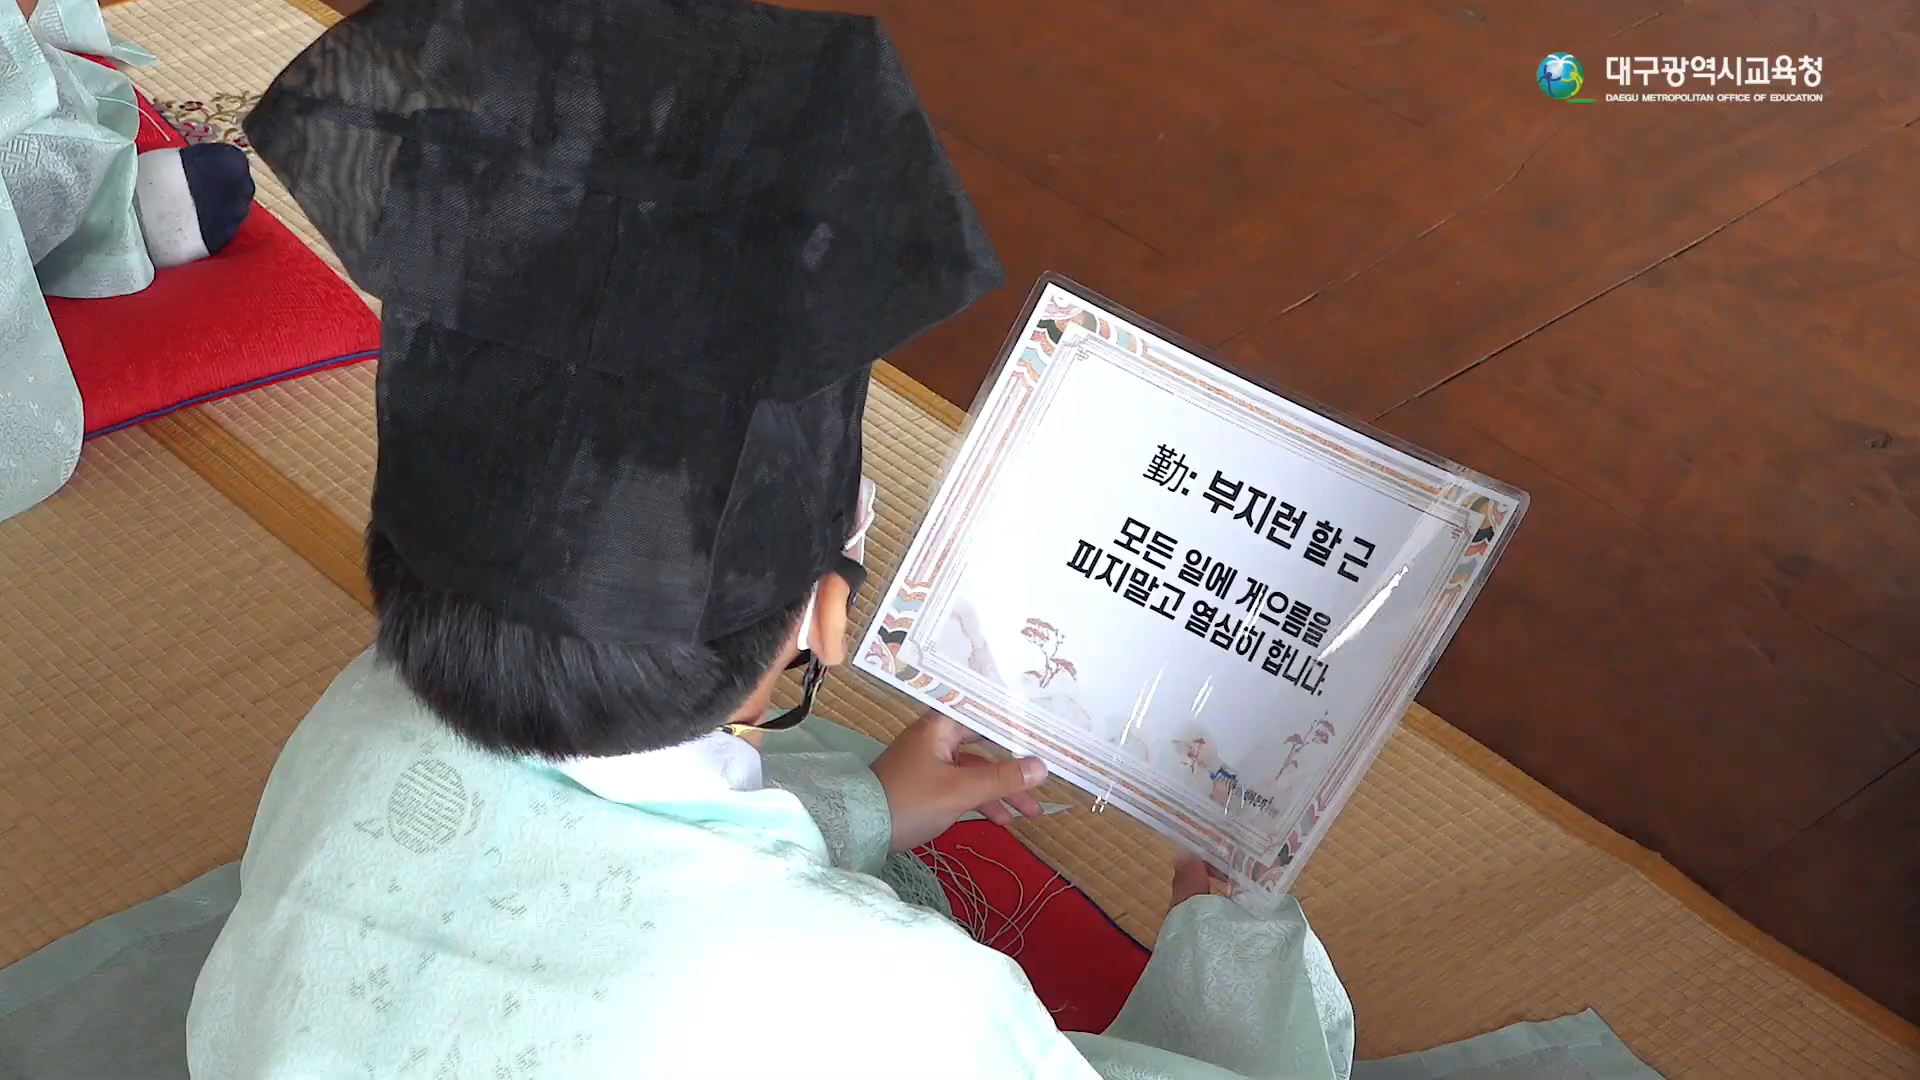 대구광역시교육청
DAEGU METROPOLITAN OFFICE OF EDUCATION
勤: 부지런 할 근
모든 일에 게으름을
피지말고 열심히 합니다.